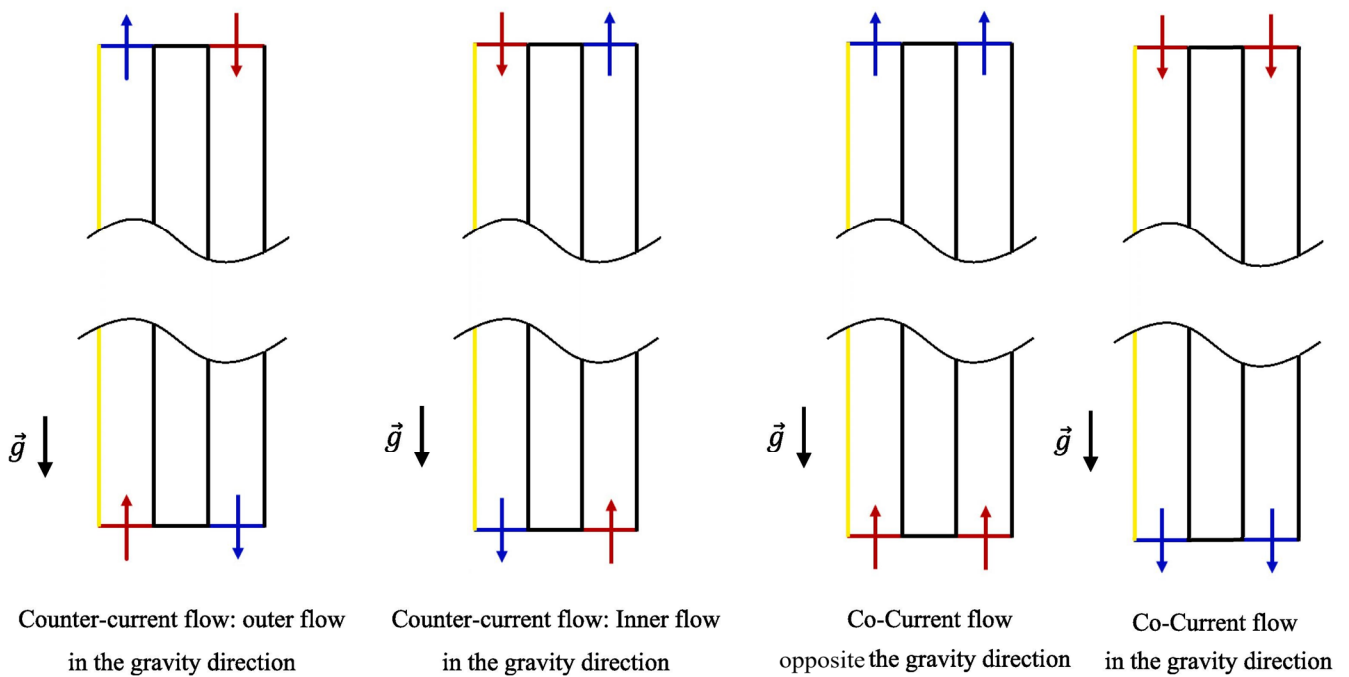 g⃗
g⃗
g⃗
g⃗
Counter-current flow: outer flow
in the gravity direction
Counter-current flow: Inner flow
in the gravity direction
Co-Current flow
opposite the gravity direction
Co-Current flow
in the gravity direction